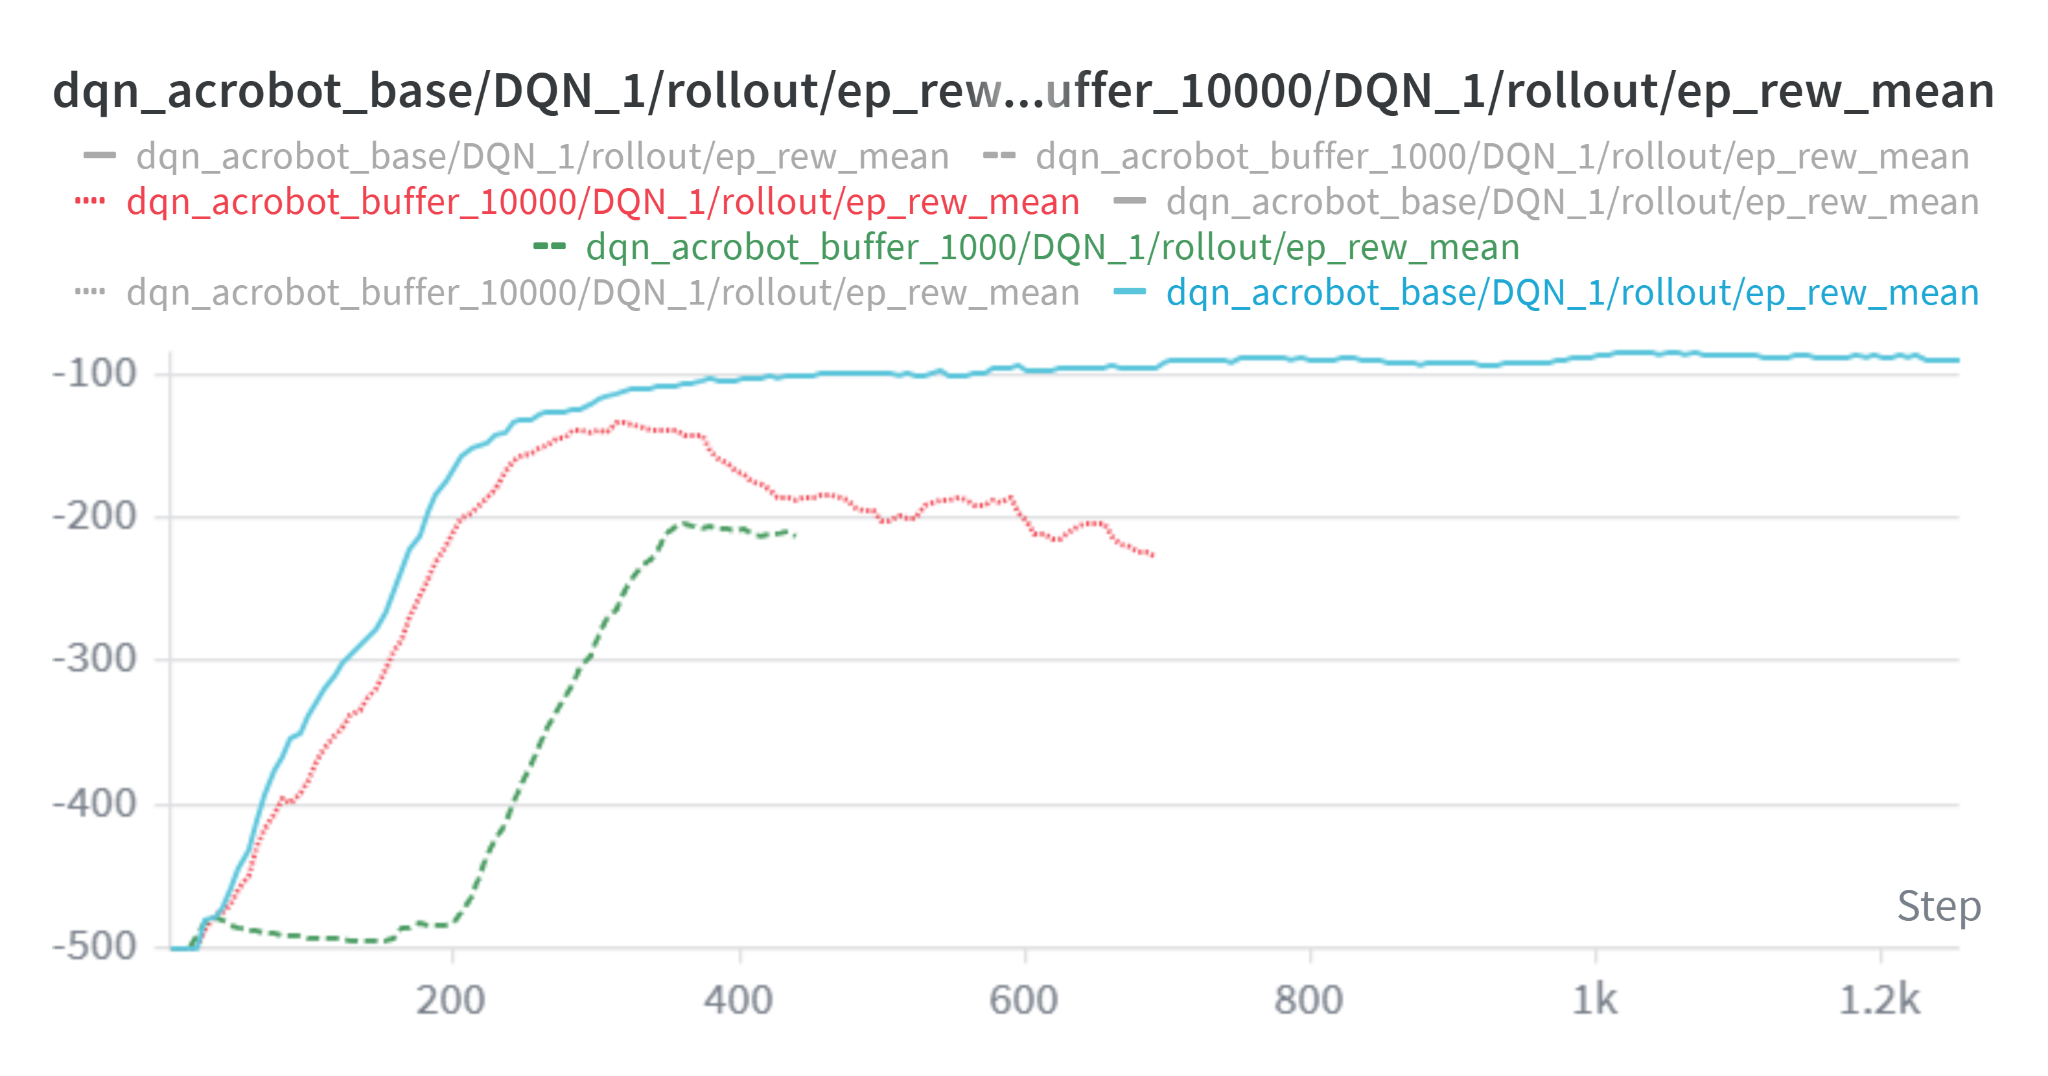 dqn_acrobot_base/DQN_1/rollout/ep_rew...uffer_10000/DQN_1/rollout/ep_rew_mean
dqn_acrobot_base/DQN_1/rollout/ep_rew_mean dqn_acrobot_buffer_1000/DQN_1/rollout/ep_rew_mean
dqn_acrobot_buffer_10000/DQN_1/rollout/ep_rew_mean dqn_acrobot_base/DQN_1/rollout/ep_rew_mean
dqn_acrobot_buffer_1000/DQN_1/rollout/ep_rew_mean
dqn_acrobot_buffer_10000/DQN_1/rollout/ep_rew_mean dqn_acrobot_base/DQN_1/rollout/ep_rew_mean
-100
-200
-300
-400
Step
-500
200 400 600 800 1k 1.2k